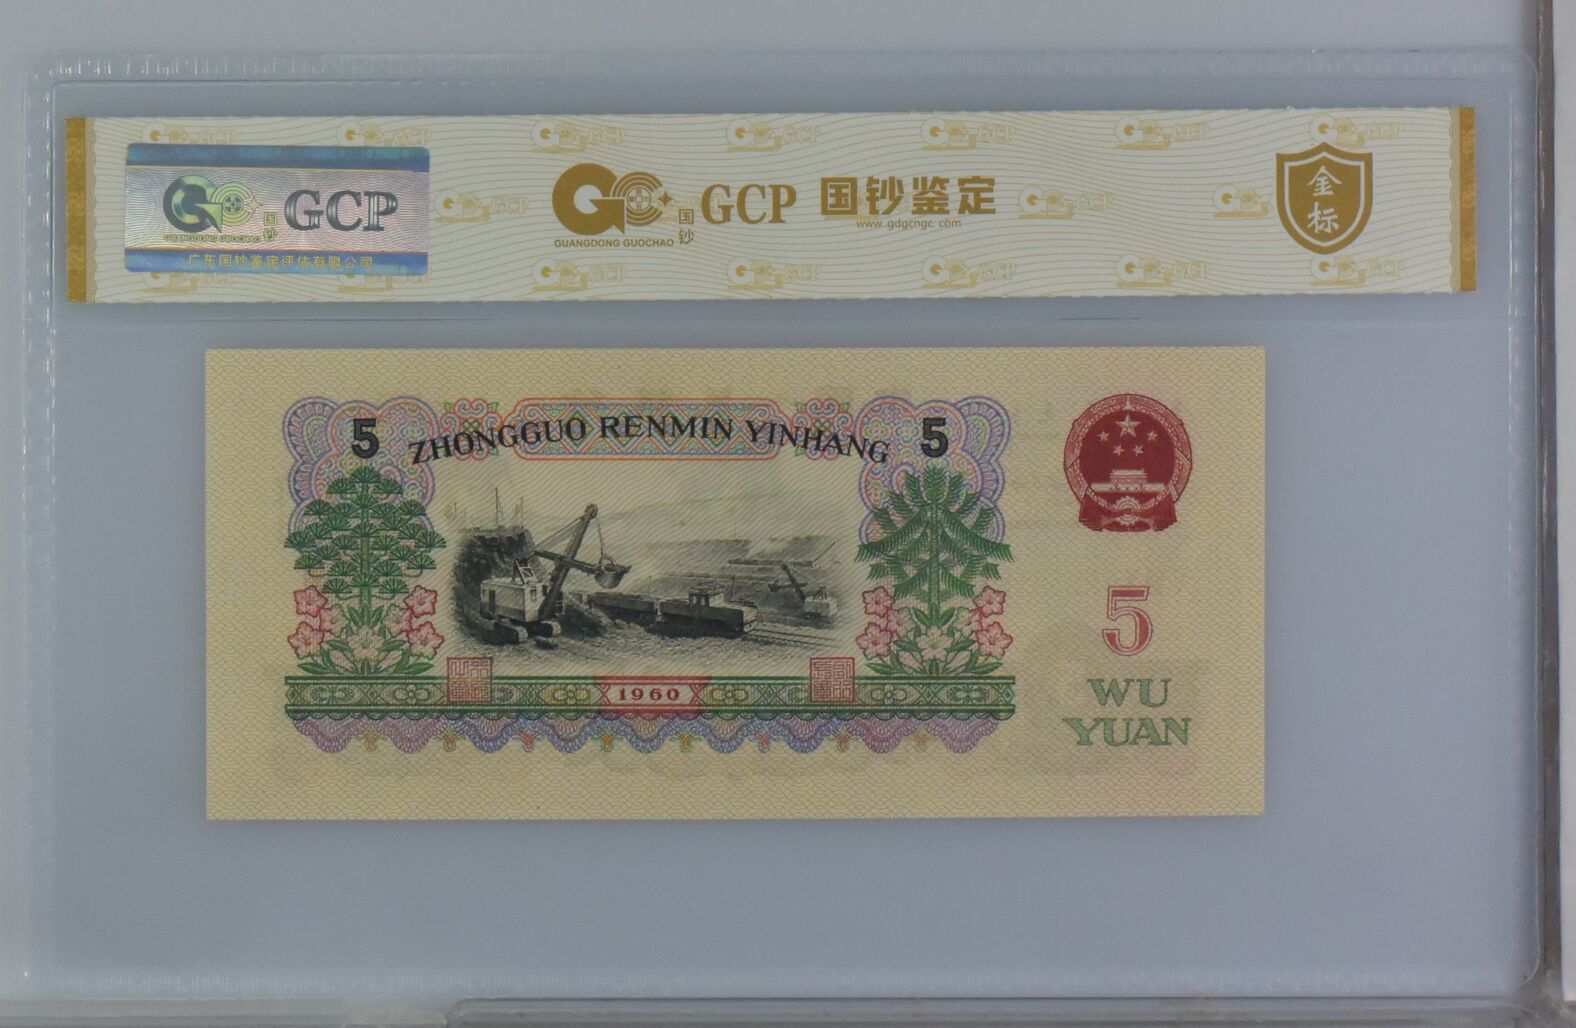 GCP
国钞
GUANGDONG GUOCHAO
广东国钞鉴定评估有限公司
国钞
GCP 国钞鉴定
www.gdgcngc.com
GUANGDONG GUOCHAO
金标
5 ZHONGGUO RENMIN YINHANG 5
1960
5
WU
YUAN